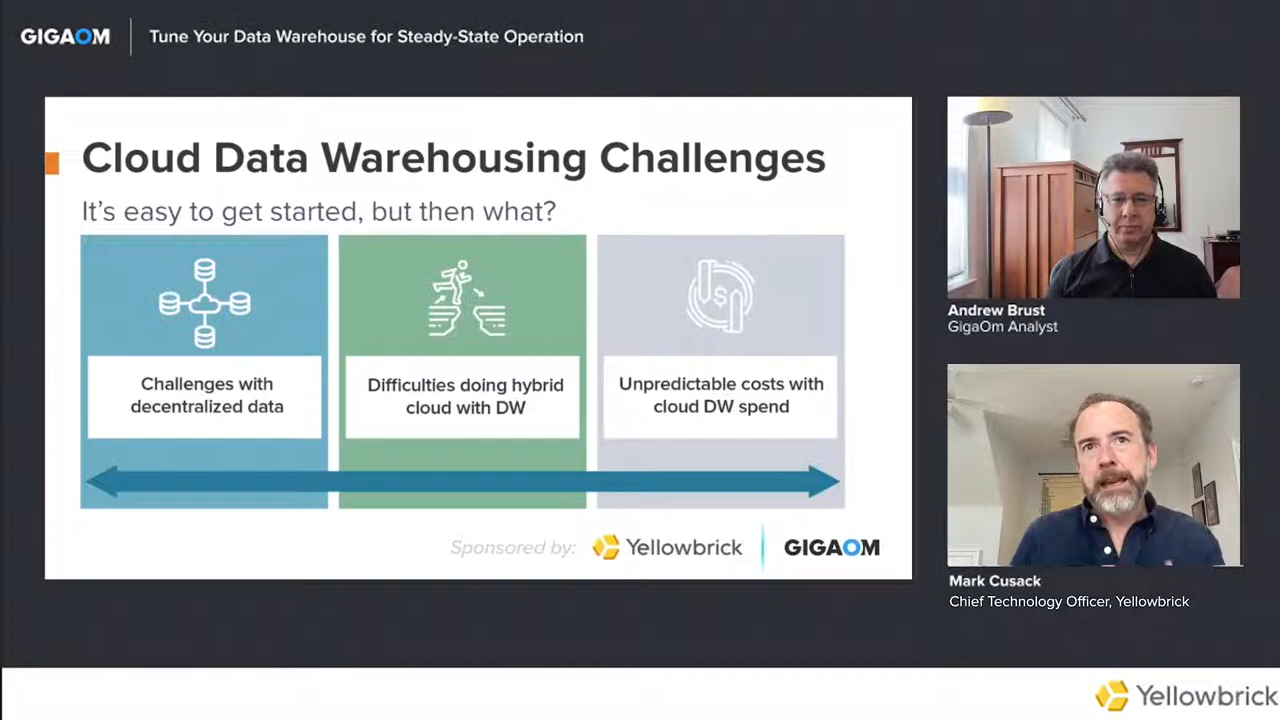 GIGAOM
Tune Your Data Warehouse for Steady-State Operation
Cloud Data Warehousing Challenges
It's easy to get started, but then what?
Challenges with
decentralized data
Difficulties doing hybrid
cloud with DW
$
Unpredictable costs with
cloud DW spend
Sponsored by:
Yellowbrick
GIGAOM
Andrew Brust
GigaOm Analyst
Mark Cusack
Chief Technology Officer, Yellowbrick
Yellowbrick